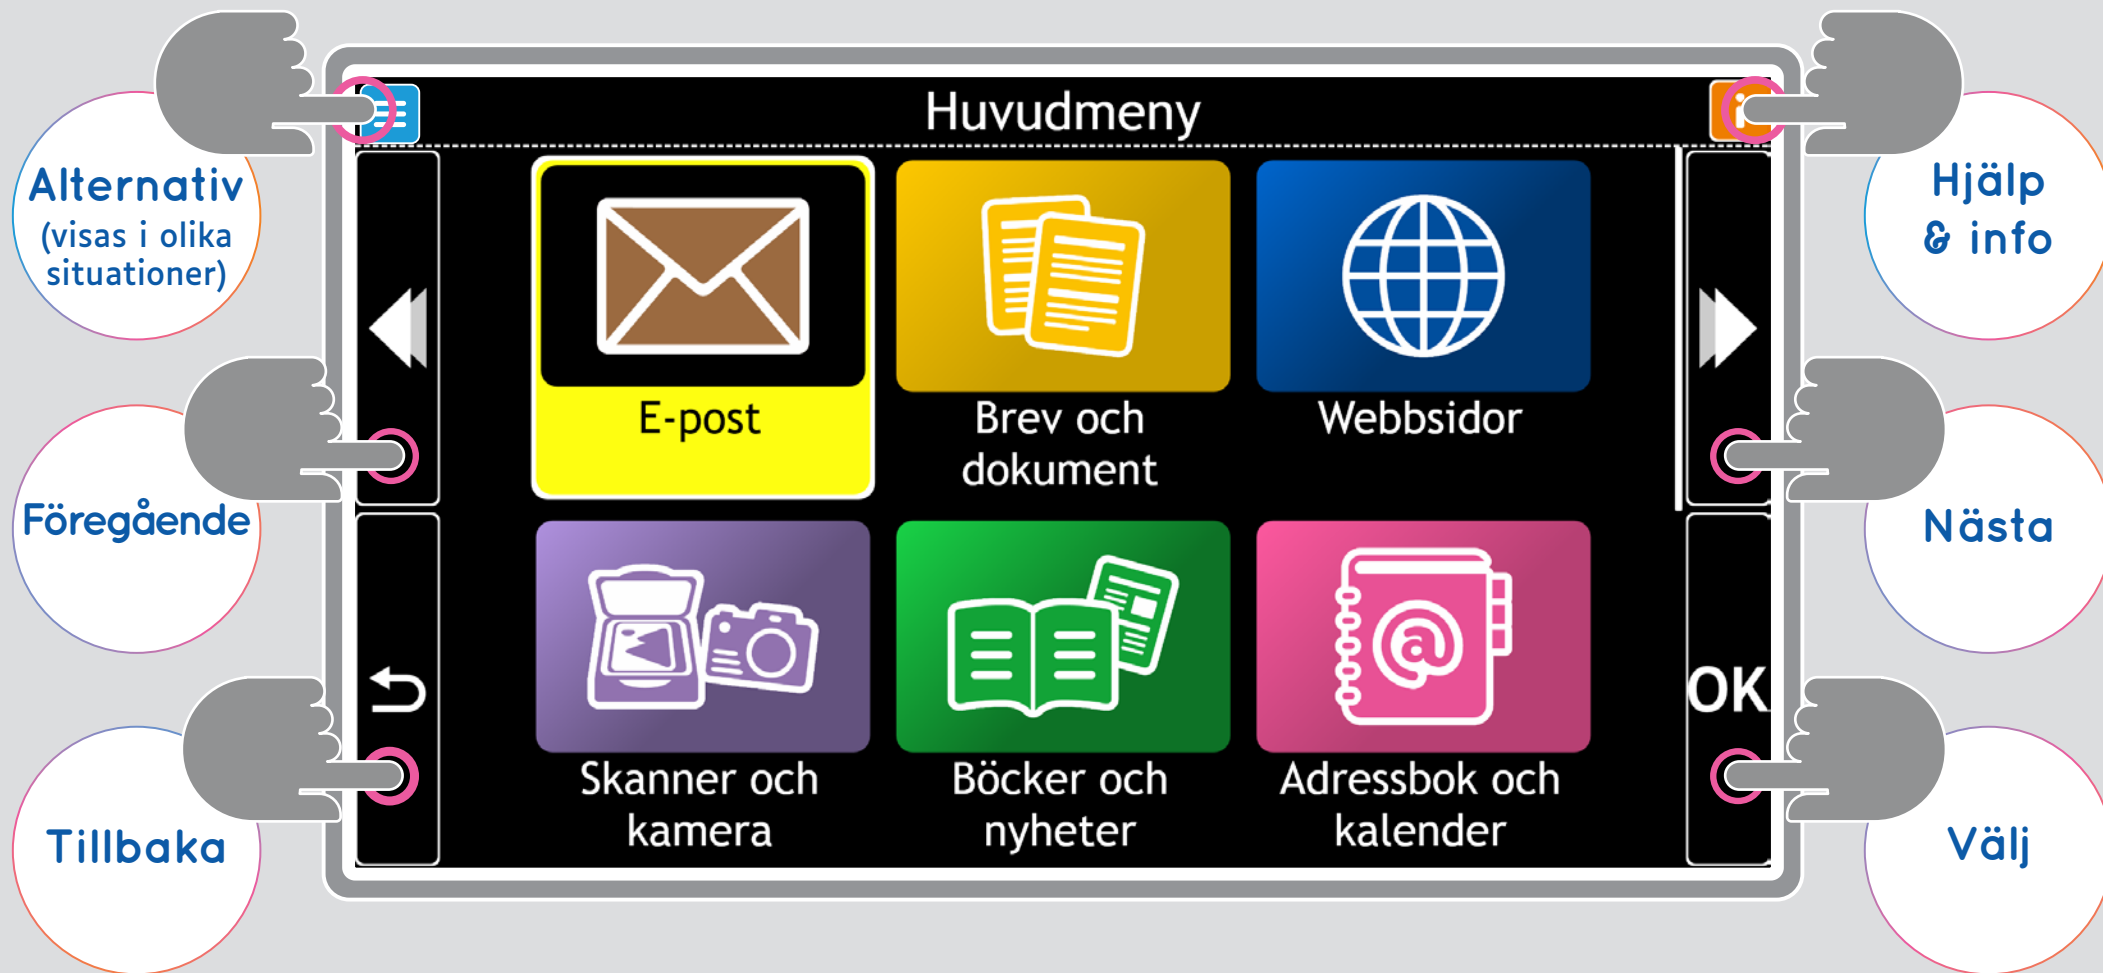 Huvudmeny
Alternativ
(visas i olika
situationer)
Hjälp
& info
E-post
Brev och
dokument
Webbsidor
Föregående
Nästa
OK
Skanner och
kamera
Böcker och
nyheter
Adressbok och
kalender
Tillbaka
Välj